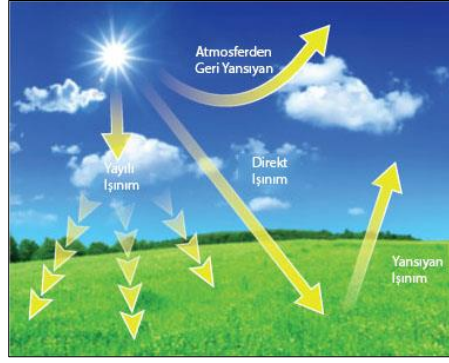 Atmosferden
Geri Yansıyan
Yayılı
Işınım
Direkt
Işınım
Yansıyan
Işınım